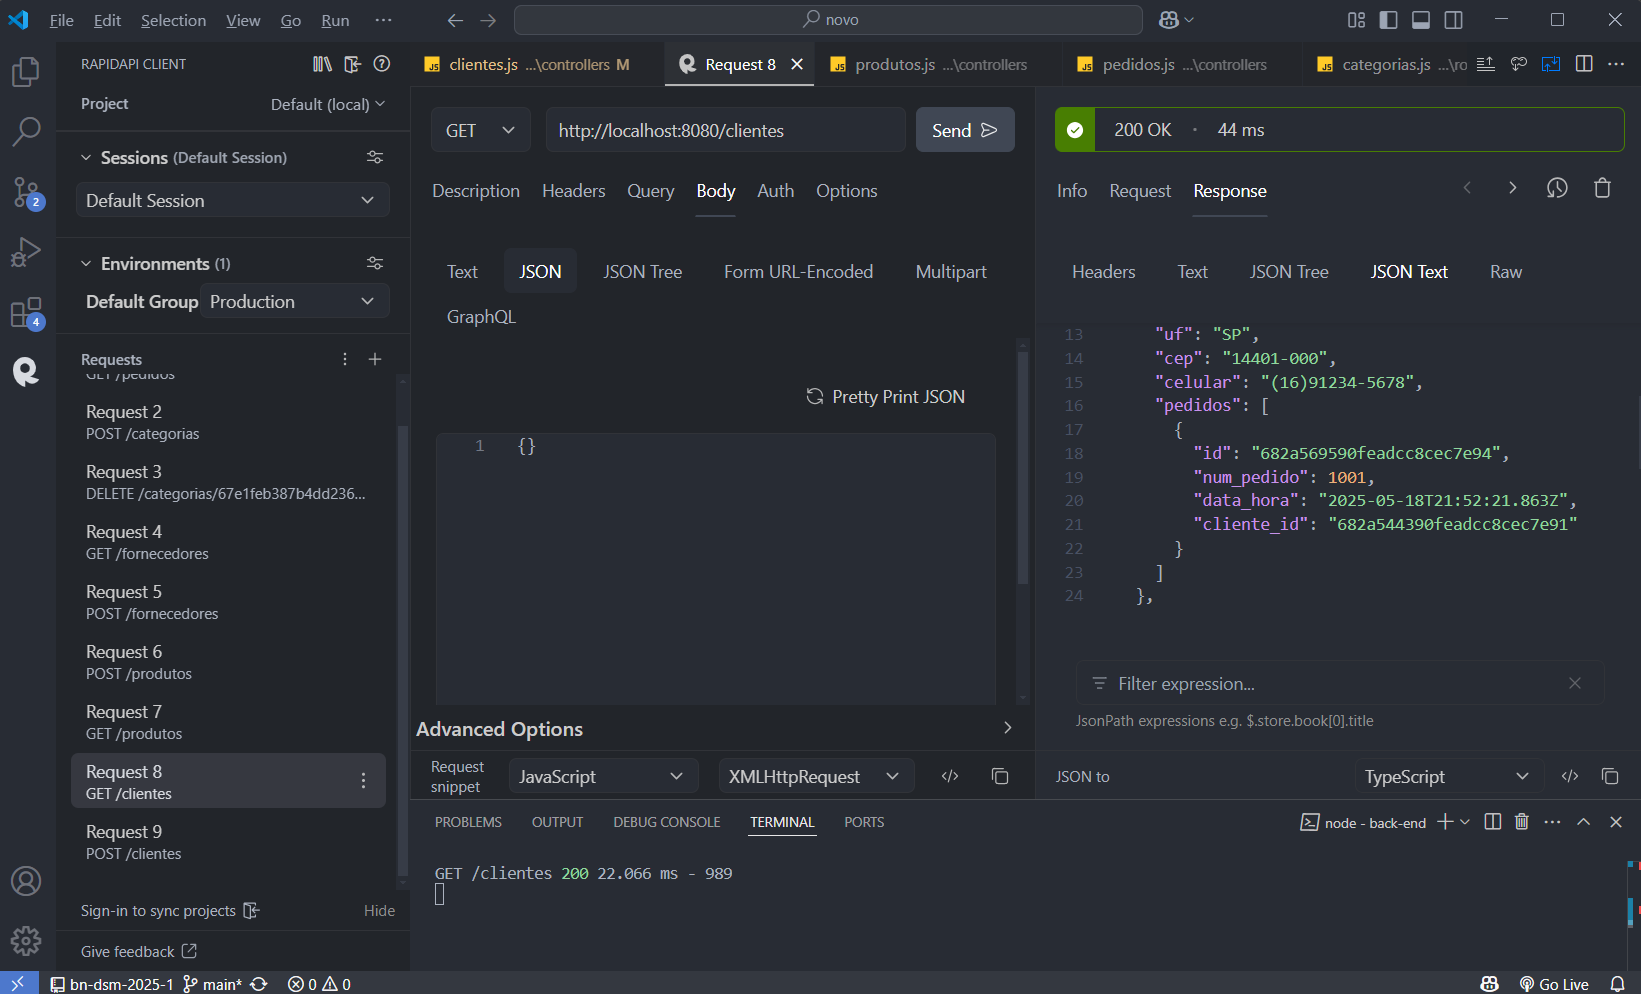 File Edit Selection View Go Run ···
novo
RAPIDAPI CLIENT
clientes.js ...\controllers M
Request 8
produtos.js ...\controllers
pedidos.js ...\controllers
categorias.js ...\ro
Project Default (local)
Sessions (Default Session)
Default Session
Environments (1)
Default Group Production
Requests
GET /pedidos
Request 2
POST /categorias
Request 3
DELETE /categorias/67e1feb387b4dd236...
Request 4
GET /fornecedores
Request 5
POST /fornecedores
Request 6
POST /produtos
Request 7
GET /produtos
Request 8
GET /clientes
Request 9
POST /clientes
Sign-in to sync projects Hide
Give feedback
GET http://localhost:8080/clientes Send
Description Headers Query Body Auth Options
Text JSON JSON Tree Form URL-Encoded Multipart
GraphQL
Pretty Print JSON
1 {}
Advanced Options
Request snippet JavaScript XMLHttpRequest
200 OK · 44 ms
Info Request Response
Headers Text JSON Tree JSON Text Raw
13 "uf": "SP",
14 "cep": "14401-000",
15 "celular": "(16)91234-5678",
16 "pedidos": [
17 {
18 "id": "682a569590feadcc8cec7e94",
19 "num_pedido": 1001,
20 "data_hora": "2025-05-18T21:52:21.863Z",
21 "cliente_id": "682a544390feadcc8cec7e91"
22 }
23 ]
24 },
Filter expression...
JsonPath expressions e.g. $.store.book[0].title
JSON to TypeScript
PROBLEMS OUTPUT DEBUG CONSOLE TERMINAL PORTS
node - back-end
GET /clientes 200 22.066 ms - 989
2
4
bn-dsm-2025-1 main* 0 0
Go Live